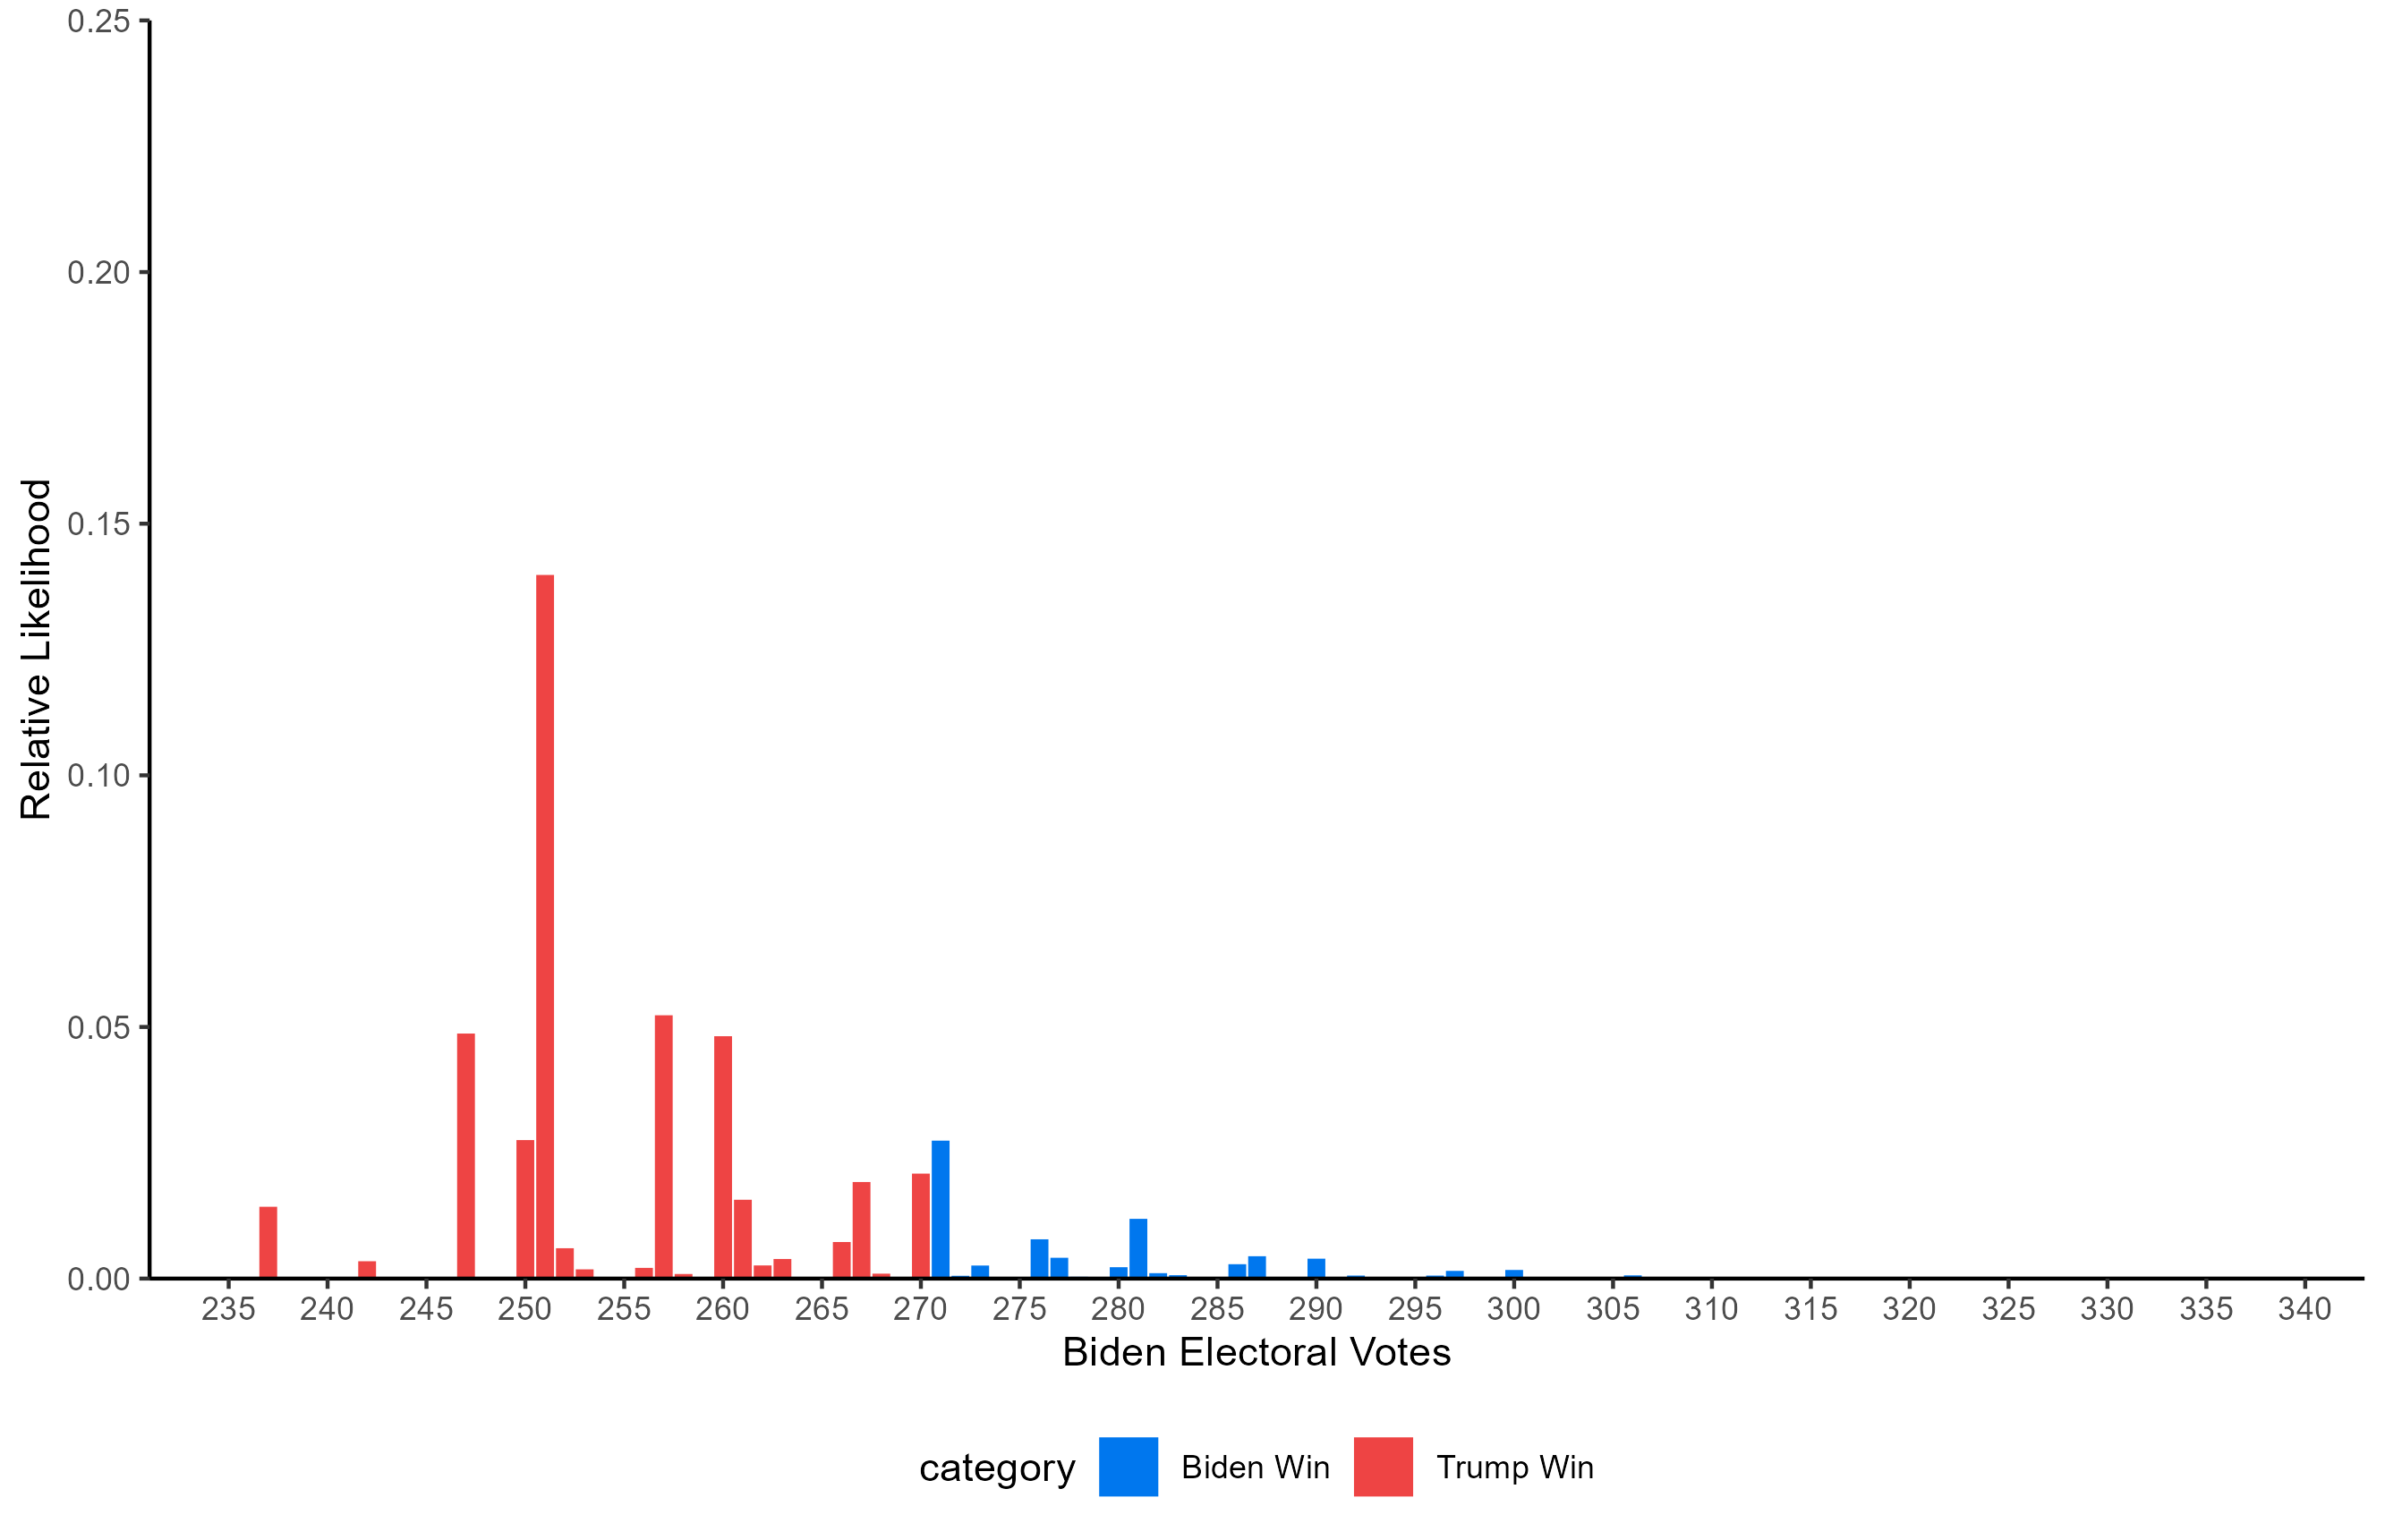 0.25
0.20
0.15
0.10
0.05
0.00
Relative Likelihood
235 240 245 250 255 260 265 270 275 280 285 290 295 300 305 310 315 320 325 330 335 340
Biden Electoral Votes
category Biden Win Trump Win